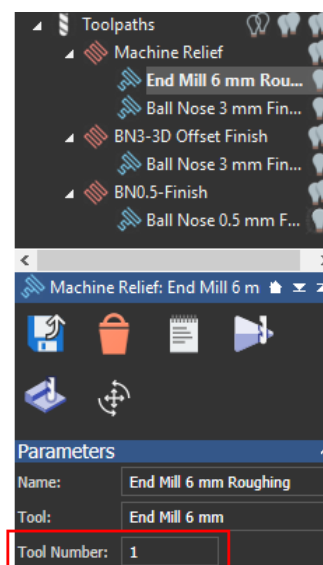 Toolpaths
Machine Relief
End Mill 6 mm Rou...
Ball Nose 3 mm Fin...
BN3-3D Offset Finish
Ball Nose 3 mm Fin...
BN0.5-Finish
Ball Nose 0.5 mm F...
Machine Relief: End Mill 6 m
Parameters
Name: End Mill 6 mm Roughing
Tool: End Mill 6 mm
Tool Number: 1